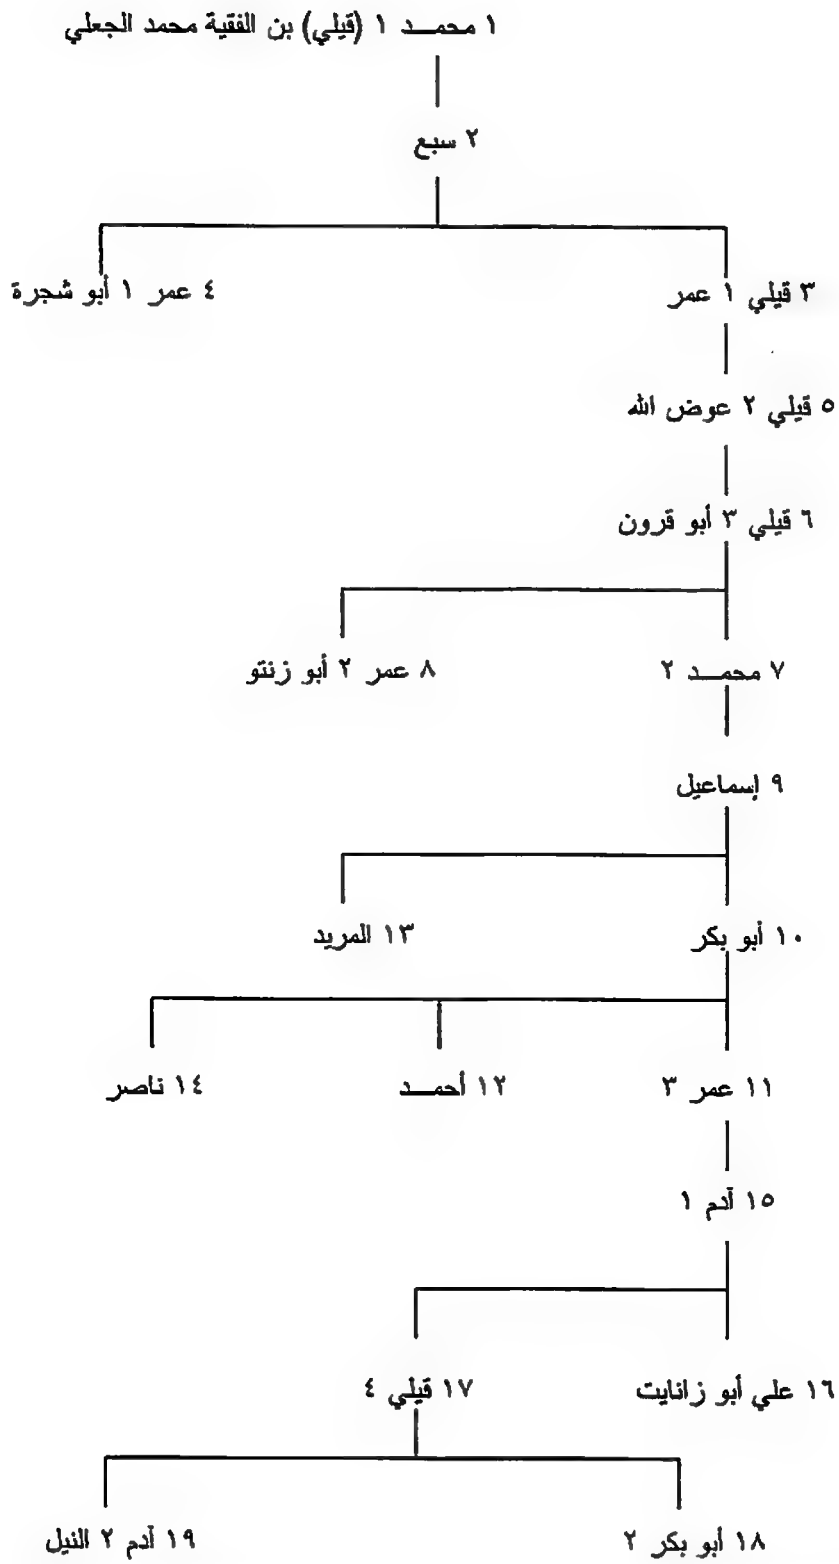 ١ محمــد ١ (قيلي) بن الفقية محمد الجعلي
٢ سبع
٣ قيلي ١ عمر
٤ عمر ١ أبو شجرة
٥ قيلي ٢ عوض الله
٦ قيلي ٣ أبو قرون
٧ محمــد ٢
٨ عمر ٢ أبو زنتو
٩ إسماعيل
١٠ أبو بكر
١٣ المريد
١١ عمر ٣
١٢ أحمــد
١٤ ناصر
١٥ آدم ١
١٦ علي أبو زانايت
١٧ قيلي ٤
١٨ أبو بكر ٢
١٩ آدم ٢ النيل